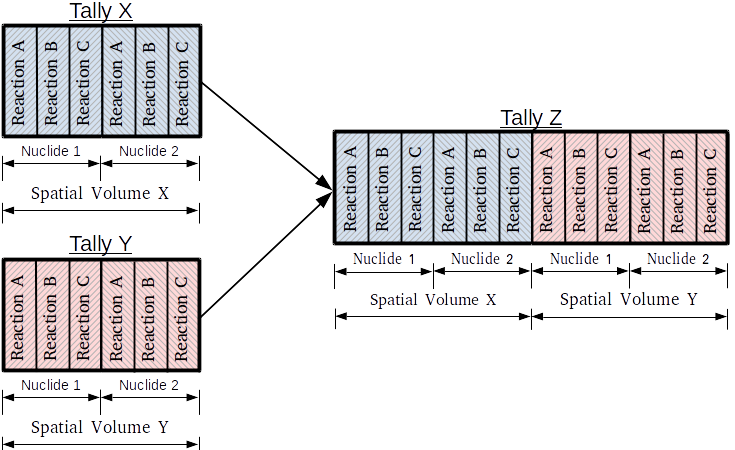 Tally X
Reaction A Reaction B Reaction C Reaction A Reaction B Reaction C
Nuclide 1 Nuclide 2
Spatial Volume X
Tally Y
Reaction A Reaction B Reaction C Reaction A Reaction B Reaction C
Nuclide 1 Nuclide 2
Spatial Volume Y
Tally Z
Reaction A Reaction B Reaction C Reaction A Reaction B Reaction C Reaction A Reaction B Reaction C Reaction A Reaction B Reaction C
Nuclide 1 Nuclide 2 Nuclide 1 Nuclide 2
Spatial Volume X Spatial Volume Y